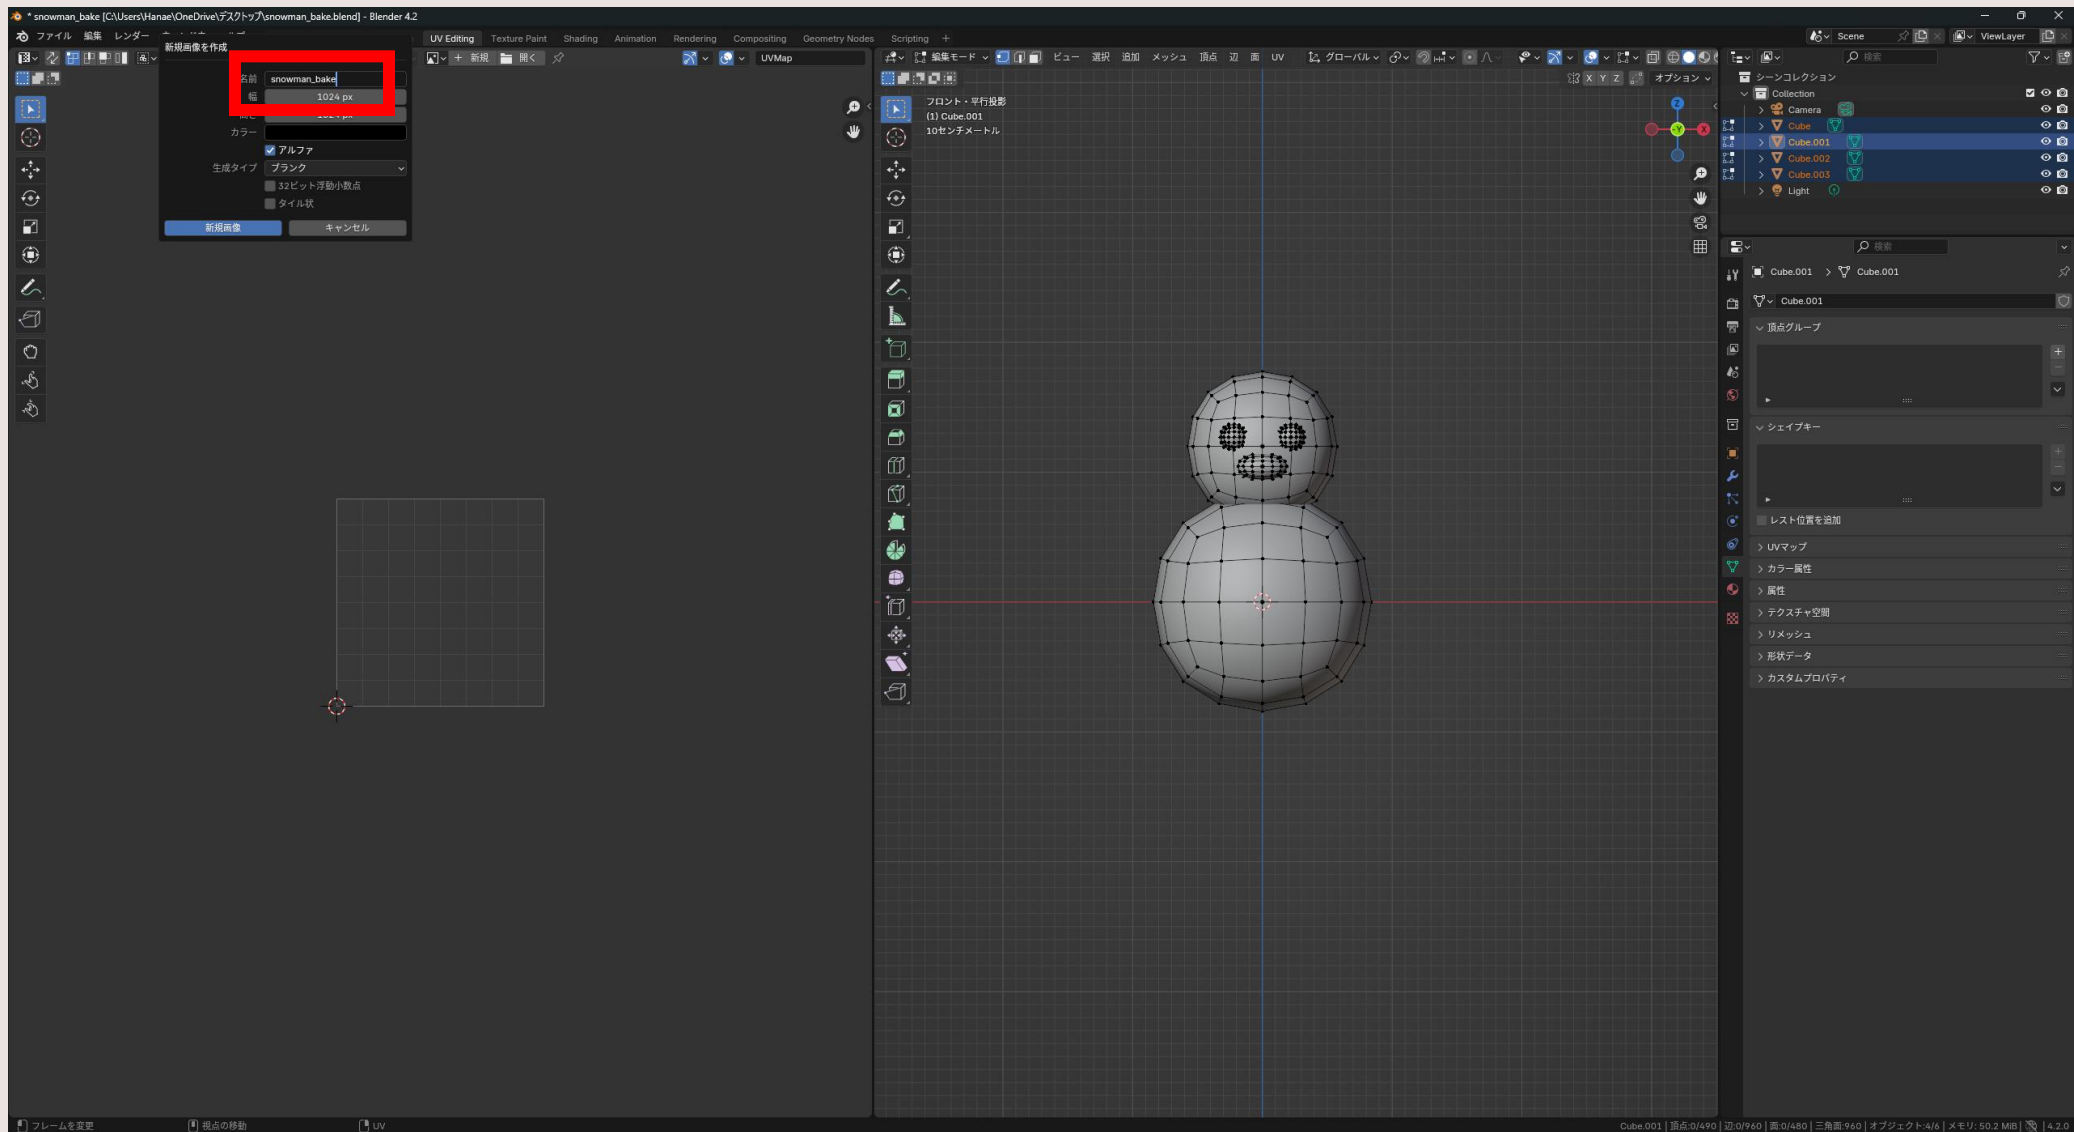 * snowman_bake [C:\Users\Hanae\OneDrive\デスクトップ\snowman_bake.blend] - Blender 4.2
ファイル 編集 レンダー
UV Editing Texture Paint Shading Animation Rendering Compositing Geometry Nodes Scripting +
Scene
ViewLayer
新規画像を作成
名前 snowman_bake
幅 1024 px
カラー
アルファ
生成タイプ ブランク
32ビット浮動小数点
タイル状
新規画像 キャンセル
+ 新規 開く
UVMap
編集モード ビュー 選択 追加 メッシュ 頂点 辺 面 UV グローバル
X Y Z オプション
フロント・平行投影
(1) Cube.001
10センチメートル
Z
-Y
X
検索
シーンコレクション
Collection
Camera
Cube
Cube.001
Cube.002
Cube.003
Light
検索
Cube.001 > Cube.001
Cube.001
頂点グループ
シェイプキー
レスト位置を追加
UVマップ
カラー属性
属性
テクスチャ空間
リメッシュ
形状データ
カスタムプロパティ
フレームを変更 視点の移動 UV
Cube.001 | 頂点:0/490 | 辺:0/960 | 面:0/480 | 三角面:960 | オブジェクト:4/6 | メモリ: 50.2 MiB | 4.2.0